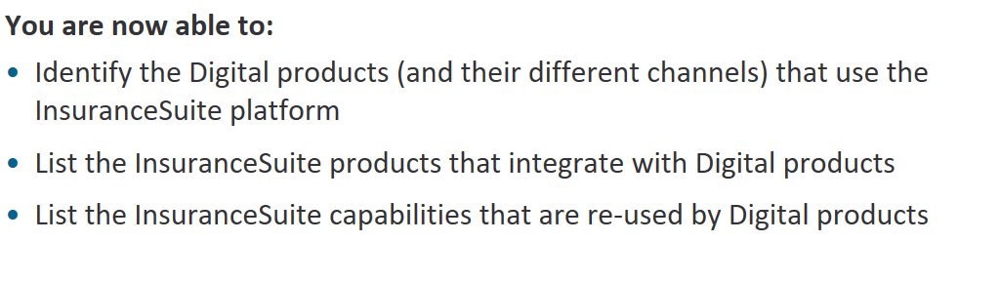 You are now able to:
• Identify the Digital products (and their different channels) that use the
InsuranceSuite platform
• List the InsuranceSuite products that integrate with Digital products
• List the InsuranceSuite capabilities that are re-used by Digital products